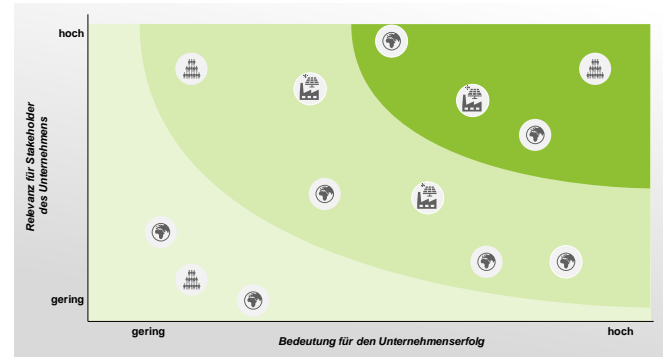 hoch
Relevanz für Stakeholder
des Unternehmens
gering
gering
hoch
Bedeutung für den Unternehmenserfolg